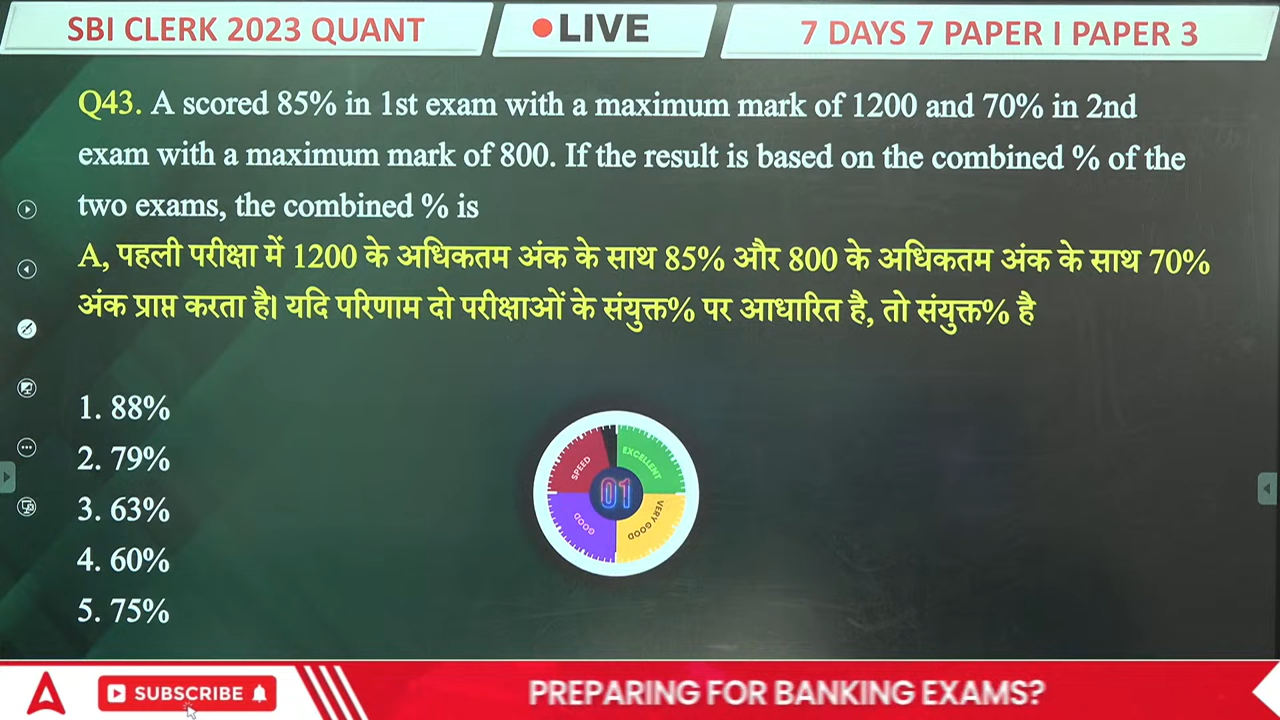 SBI CLERK 2023 QUANT
LIVE
7 DAYS 7 PAPER I PAPER 3
Q43. A scored 85% in 1st exam with a maximum mark of 1200 and 70% in 2nd
exam with a maximum mark of 800. If the result is based on the combined % of the
two exams, the combined % is
A, पहली परीक्षा में 1200 के अधिकतम अंक के साथ 85% और 800 के अधिकतम अंक के साथ 70%
अंक प्राप्त करता है। यदि परिणाम दो परीक्षाओं के संयुक्त% पर आधारित है, तो संयुक्त% है
1. 88%
2. 79%
3. 63%
4. 60%
5. 75%
SPEED
EXCELLENT
01
GOOD
VERY GOOD
SUBSCRIBE
PREPARING FOR BANKING EXAMS?